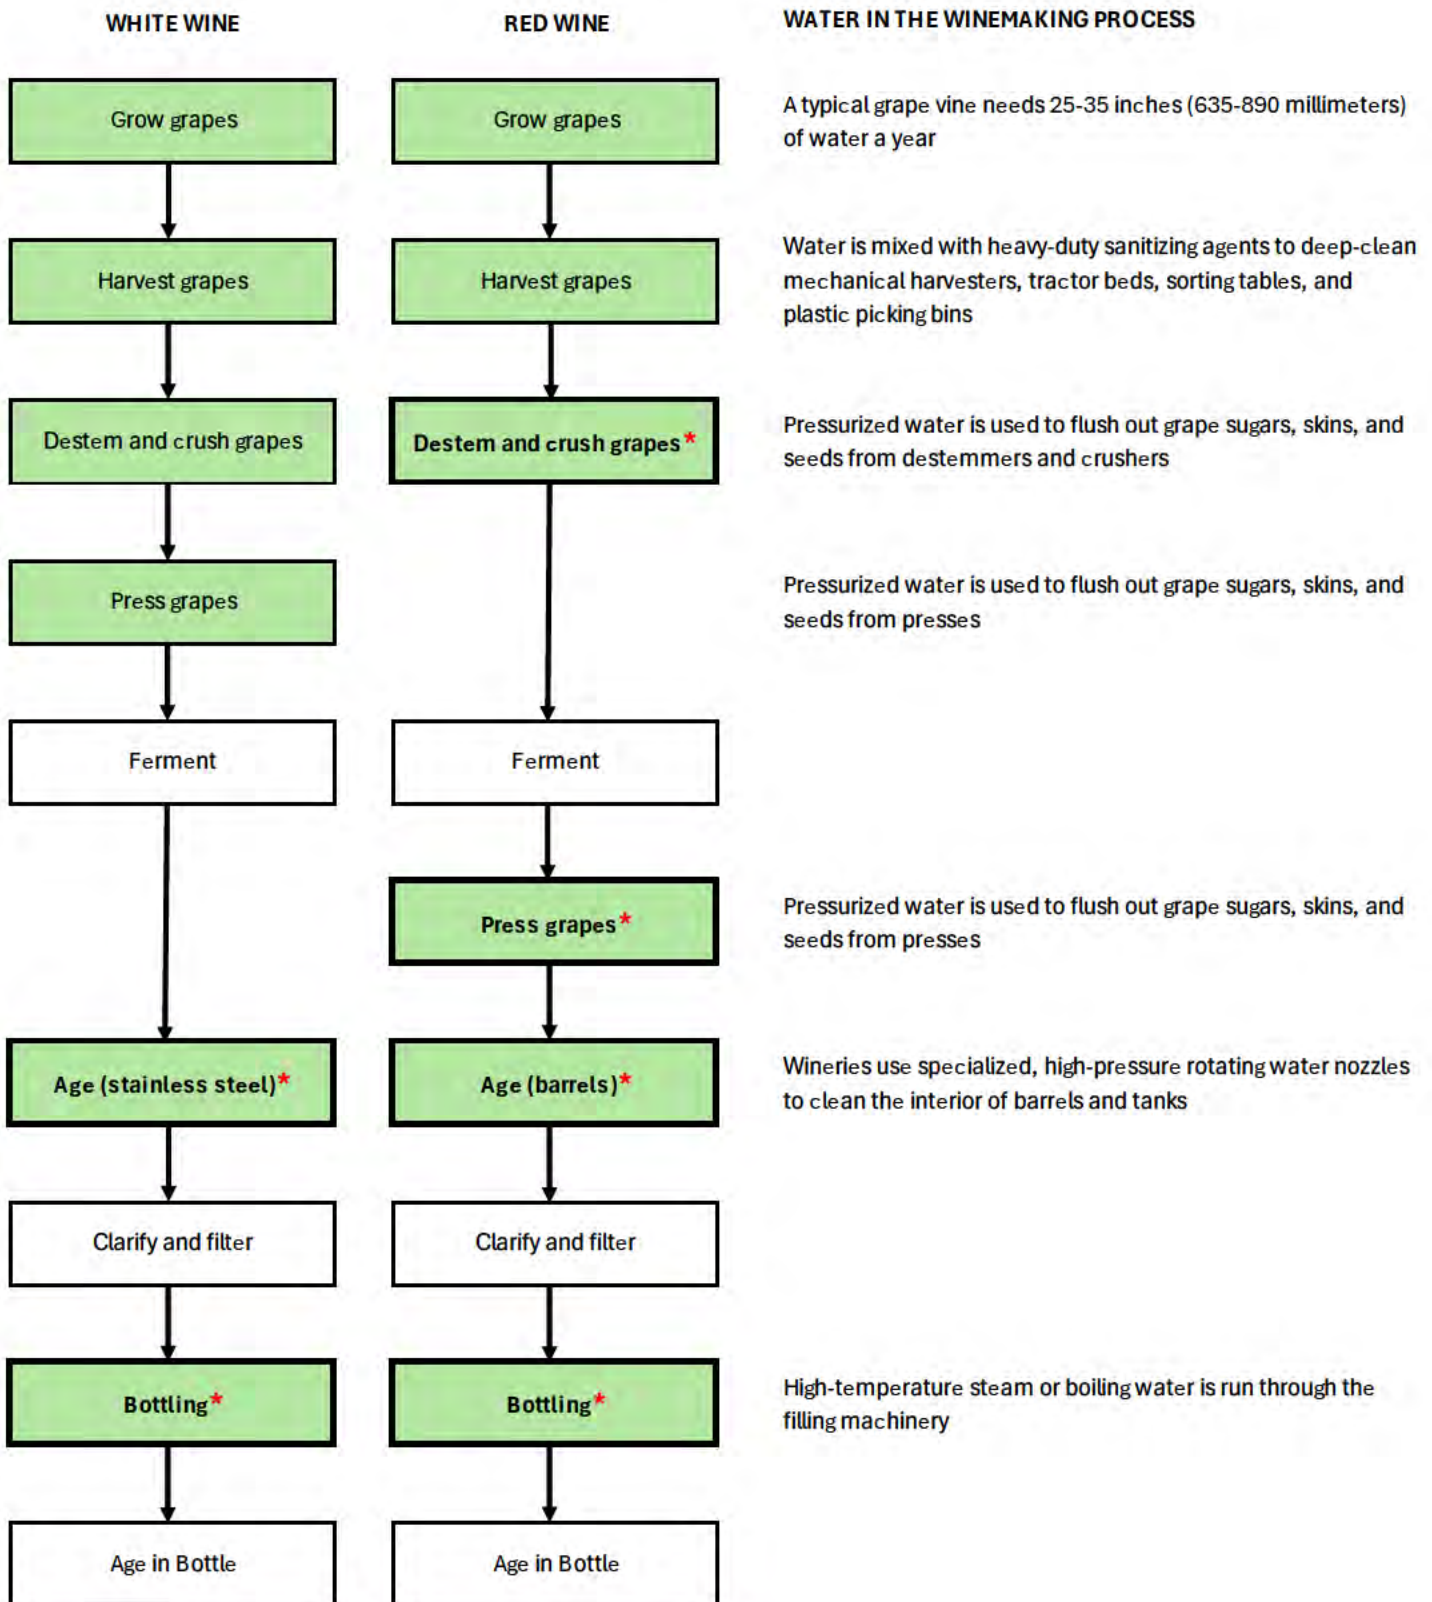 WHITE WINE
RED WINE
WATER IN THE WINEMAKING PROCESS
Grow grapes
Grow grapes
A typical grape vine needs 25-35 inches (635-890 millimeters)
of water a year
Harvest grapes
Harvest grapes
Water is mixed with heavy-duty sanitizing agents to deep-clean
mechanical harvesters, tractor beds, sorting tables, and
plastic picking bins
Destem and crush grapes
Destem and crush grapes*
Pressurized water is used to flush out grape sugars, skins, and
seeds from destemmers and crushers
Press grapes
Pressurized water is used to flush out grape sugars, skins, and
seeds from presses
Ferment
Ferment
Press grapes*
Pressurized water is used to flush out grape sugars, skins, and
seeds from presses
Age (stainless steel)*
Age (barrels)*
Wineries use specialized, high-pressure rotating water nozzles
to clean the interior of barrels and tanks
Clarify and filter
Clarify and filter
Bottling*
Bottling*
High-temperature steam or boiling water is run through the
filling machinery
Age in Bottle
Age in Bottle